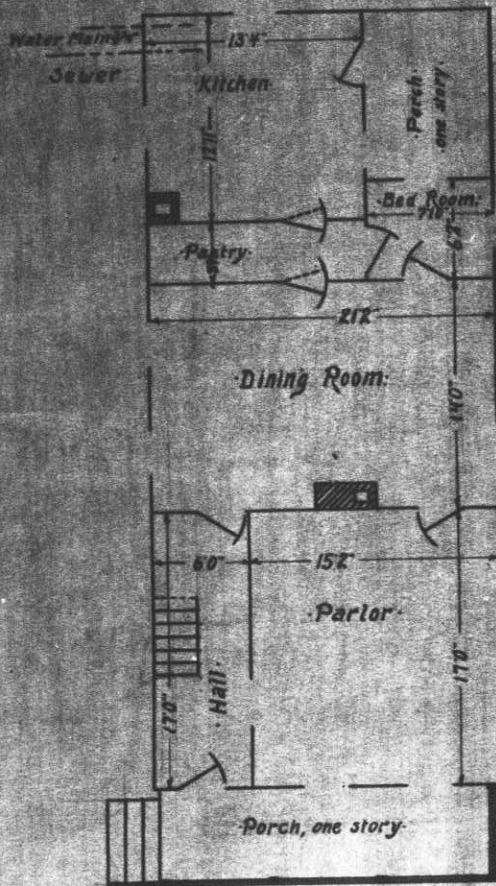 Water Main
13'4"
Sewer
Kitchen
Porch
one story
12'1"
Bed Room
7'10"
6'2"
Pantry
21'2"
Dining Room
14'0"
6'0"
15'2"
Parlor
17'0"
Hall
17'0"
Porch, one story